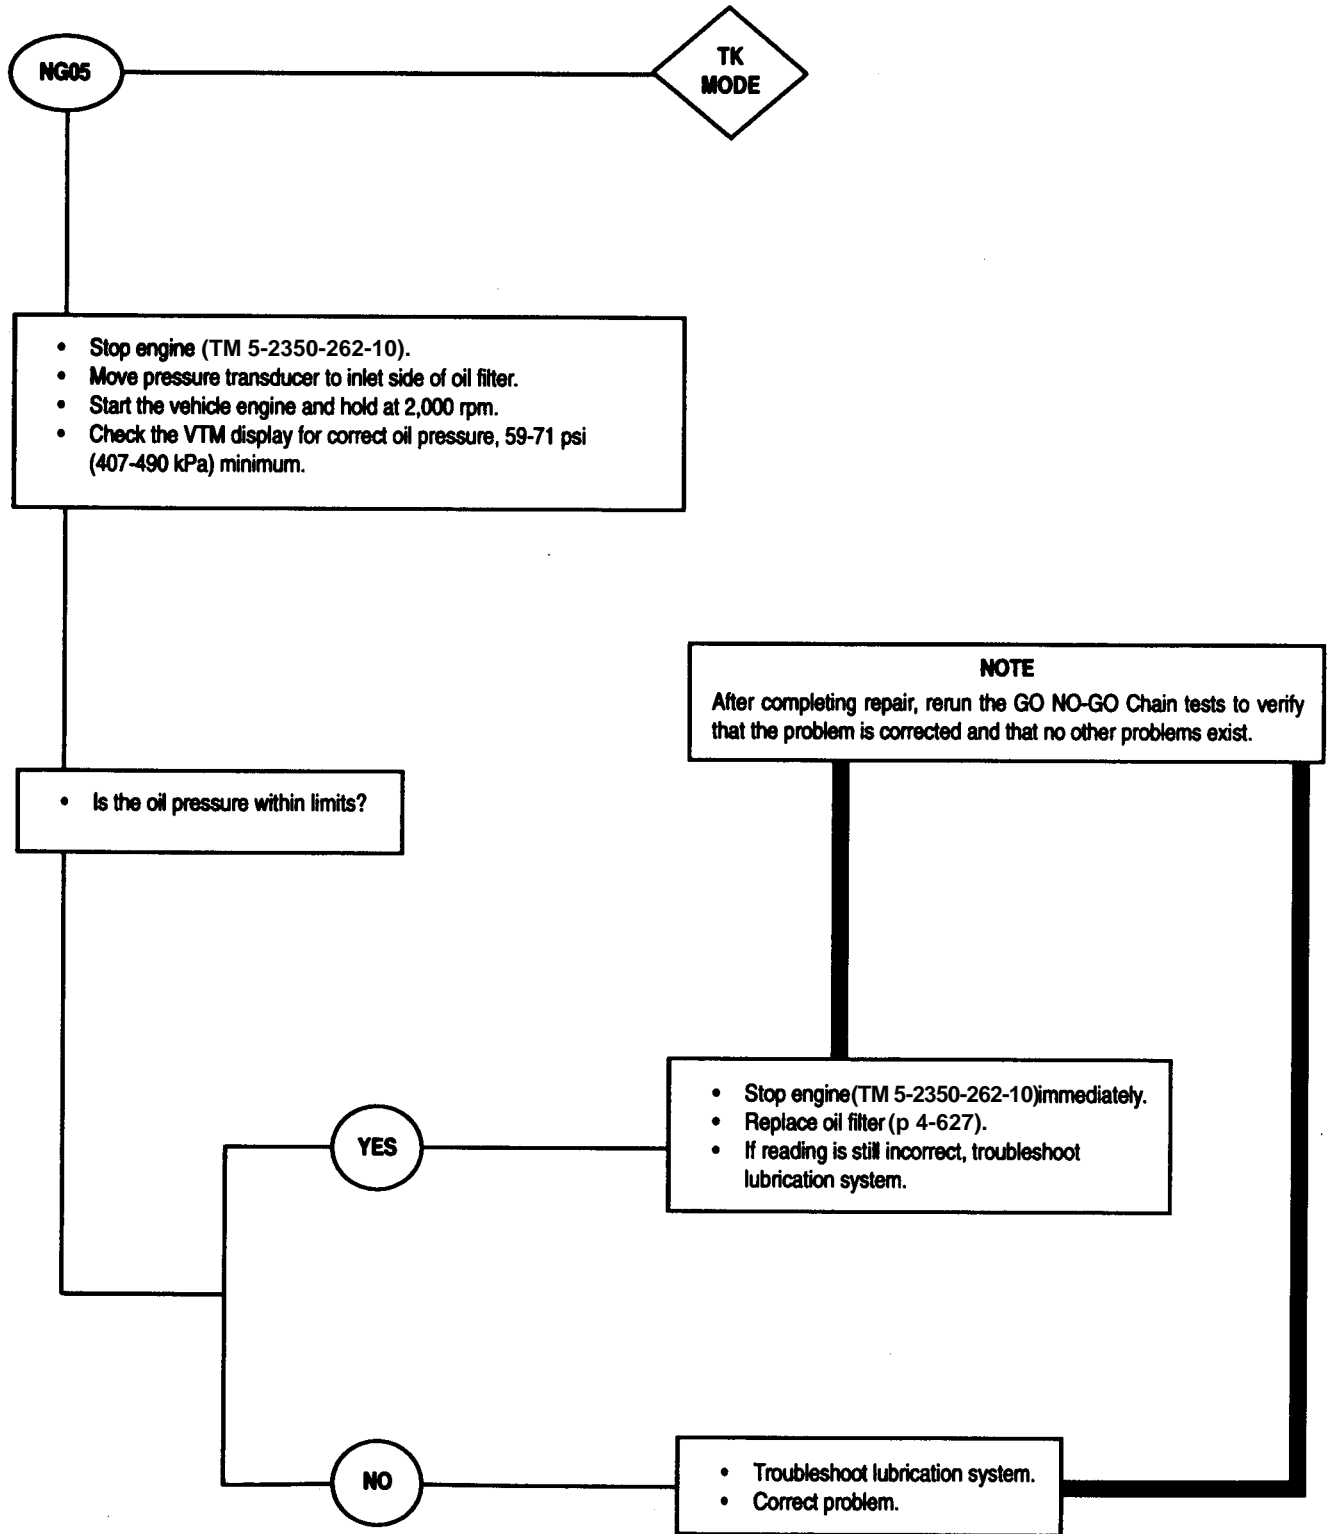 NG05
TK
MODE
• Stop engine (TM 5-2350-262-10).
• Move pressure transducer to inlet side of oil filter.
• Start the vehicle engine and hold at 2,000 rpm.
• Check the VTM display for correct oil pressure, 59-71 psi
(407-490 kPa) minimum.
NOTE
After completing repair, rerun the GO NO-GO Chain tests to verify
that the problem is corrected and that no other problems exist.
• Is the oil pressure within limits?
• Stop engine(TM 5-2350-262-10)immediately.
• Replace oil filter (p 4-627).
• If reading is still incorrect, troubleshoot
lubrication system.
YES
NO
• Troubleshoot lubrication system.
• Correct problem.